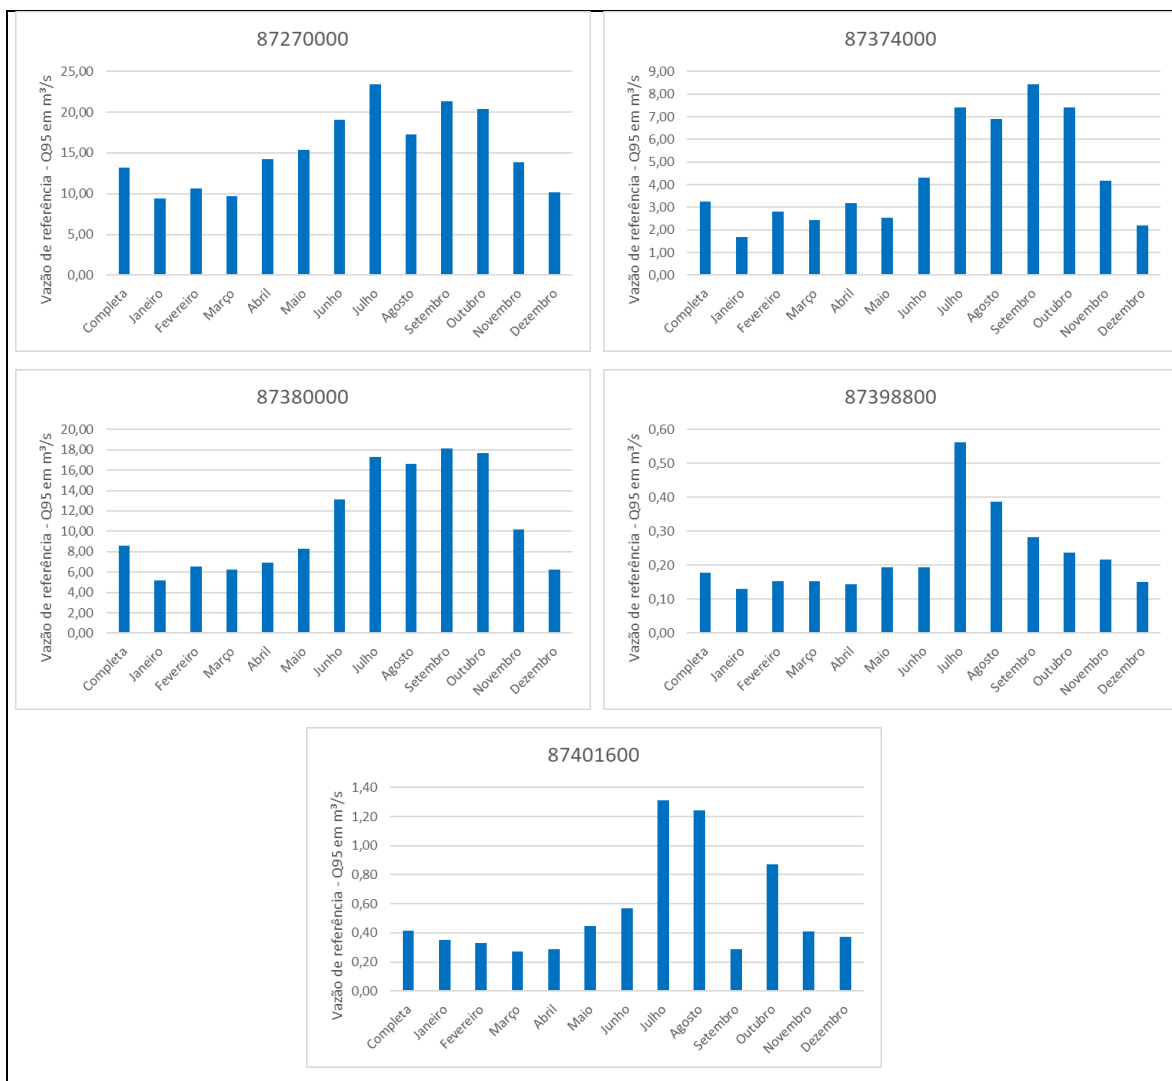 87270000
Vazão de referência - Q95 em m³/s
25,00
20,00
15,00
10,00
5,00
0,00
Completa
Janeiro
Fevereiro
Março
Abril
Maio
Junho
Julho
Agosto
Setembro
Outubro
Novembro
Dezembro
87374000
Vazão de referência - Q95 em m³/s
9,00
8,00
7,00
6,00
5,00
4,00
3,00
2,00
1,00
0,00
Completa
Janeiro
Fevereiro
Março
Abril
Maio
Junho
Julho
Agosto
Setembro
Outubro
Novembro
Dezembro
87380000
Vazão de referência - Q95 em m³/s
20,00
18,00
16,00
14,00
12,00
10,00
8,00
6,00
4,00
2,00
0,00
Completa
Janeiro
Fevereiro
Março
Abril
Maio
Junho
Julho
Agosto
Setembro
Outubro
Novembro
Dezembro
87398800
Vazão de referência - Q95 em m³/s
0,60
0,50
0,40
0,30
0,20
0,10
0,00
Completa
Janeiro
Fevereiro
Março
Abril
Maio
Junho
Julho
Agosto
Setembro
Outubro
Novembro
Dezembro
87401600
Vazão de referência - Q95 em m³/s
1,40
1,20
1,00
0,80
0,60
0,40
0,20
0,00
Completa
Janeiro
Fevereiro
Março
Abril
Maio
Junho
Julho
Agosto
Setembro
Outubro
Novembro
Dezembro